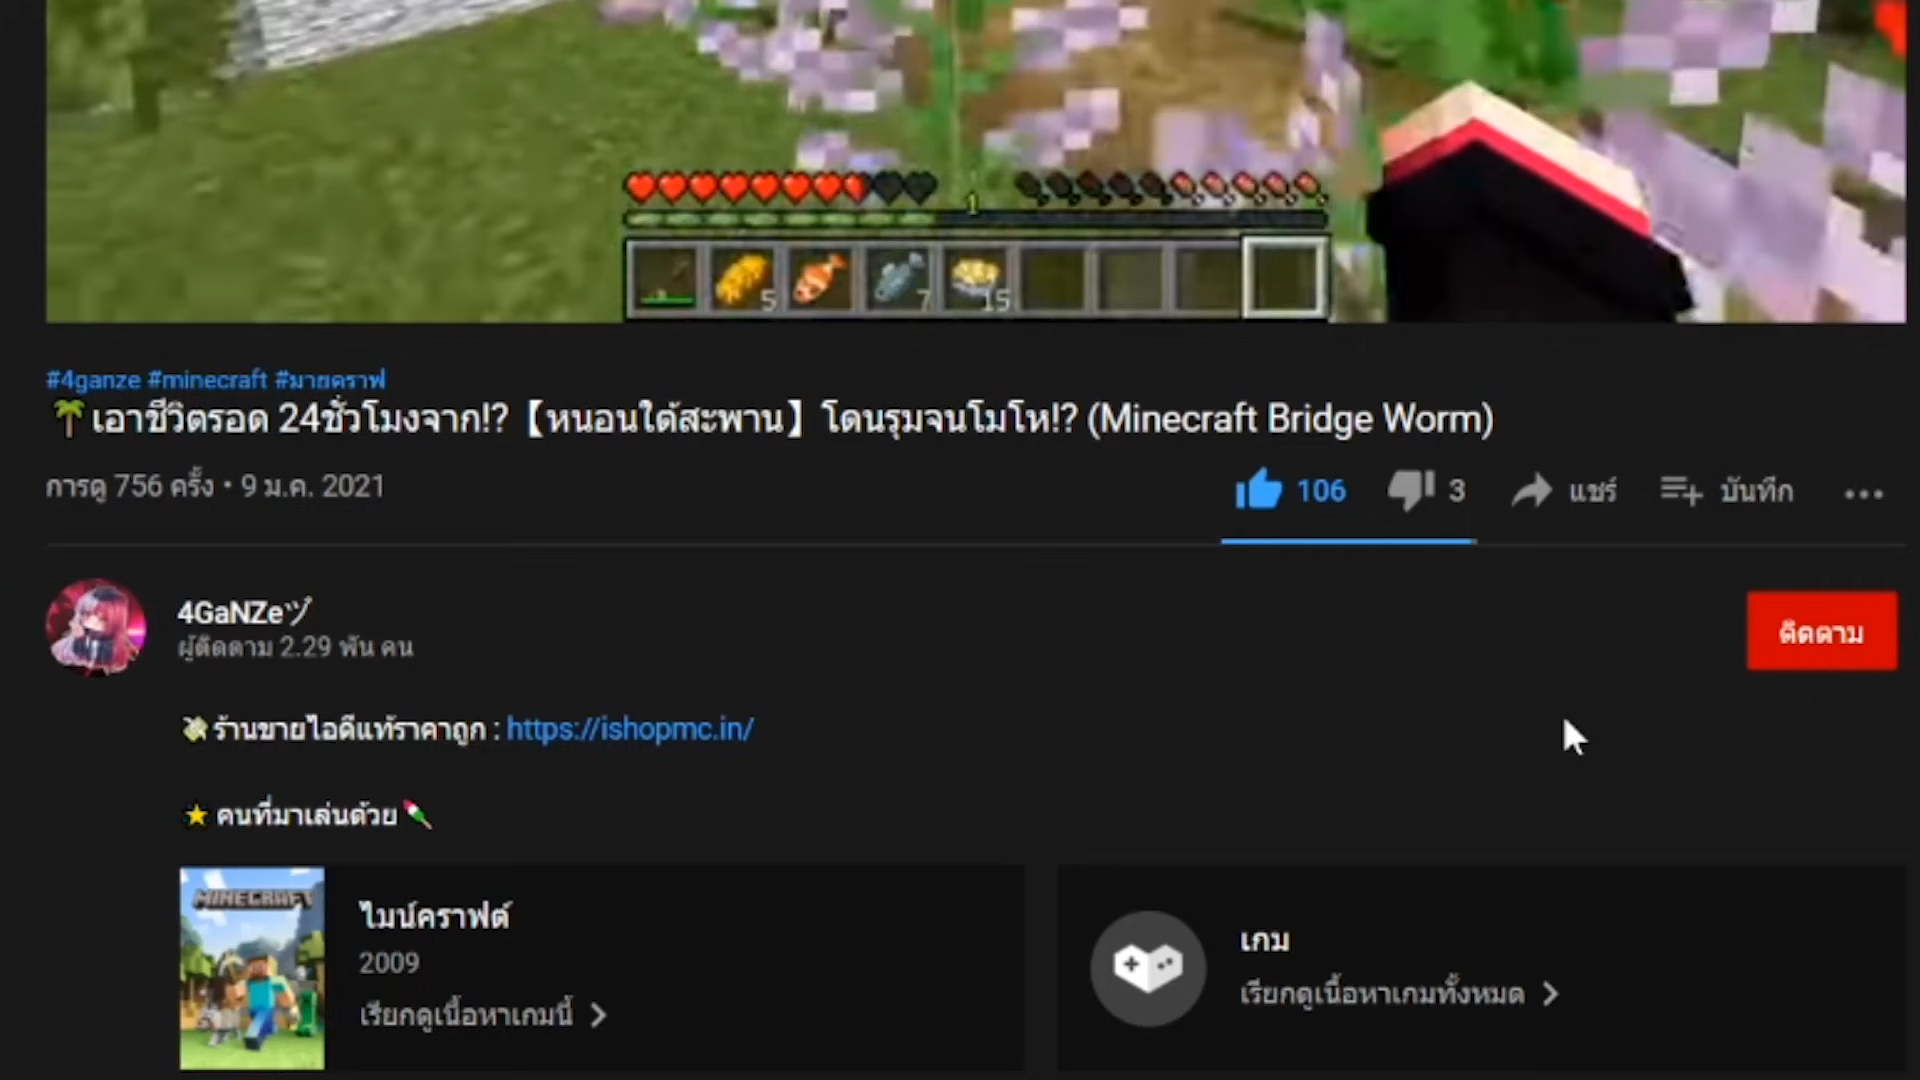 1
5
7
15
#4ganze #minecraft #มายคราฟ
🌴เอาชีวิตรอด 24ชั่วโมงจาก!?【หนอนใต้สะพาน】โดนรุมจนโมโห!? (Minecraft Bridge Worm)
การดู 756 ครั้ง • 9 ม.ค. 2021
106
3
แชร์
บันทึก
4GaNZeヅ
ผู้ติดตาม 2.29 พัน คน
ติดตาม
💸ร้านขายไอดีแท้ราคาถูก : https://ishopmc.in/
⭐ คนที่มาเล่นด้วย
MINECRAFT
ไมน์คราฟต์
2009
เรียกดูเนื้อหาเกมนี้
เกม
เรียกดูเนื้อหาเกมทั้งหมด